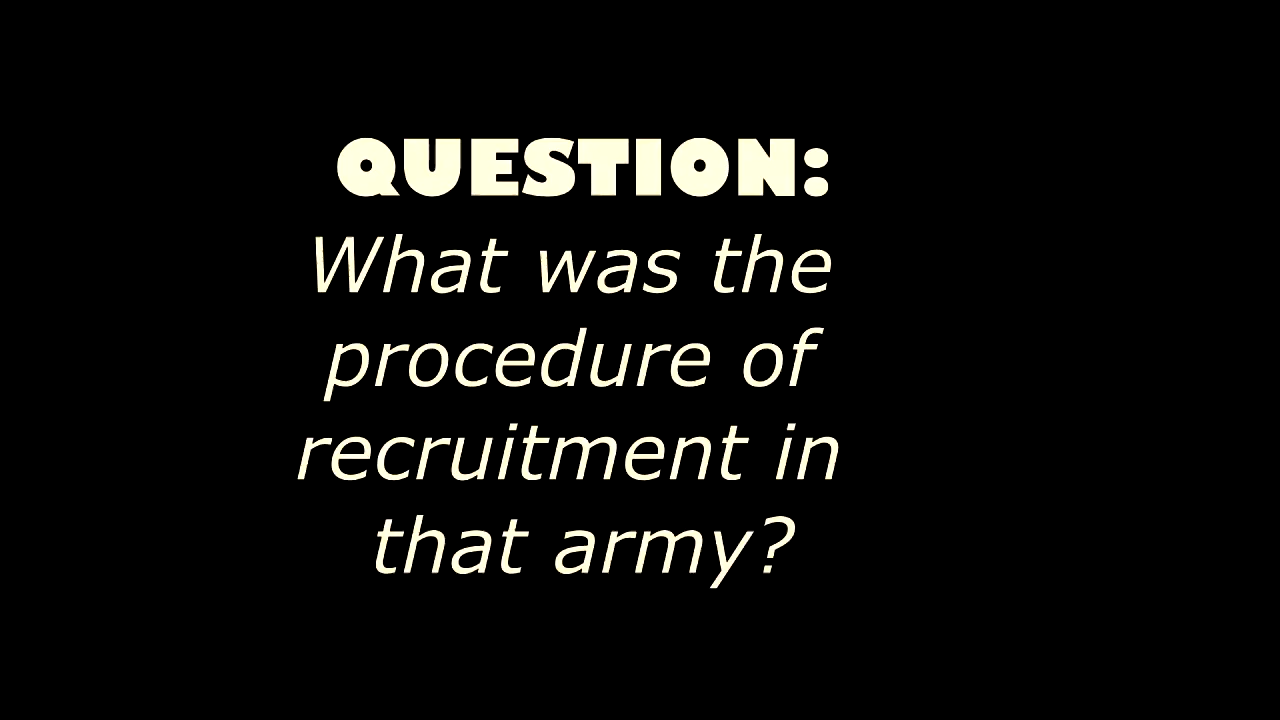 QUESTION:
What was the
procedure of
recruitment in
that army?